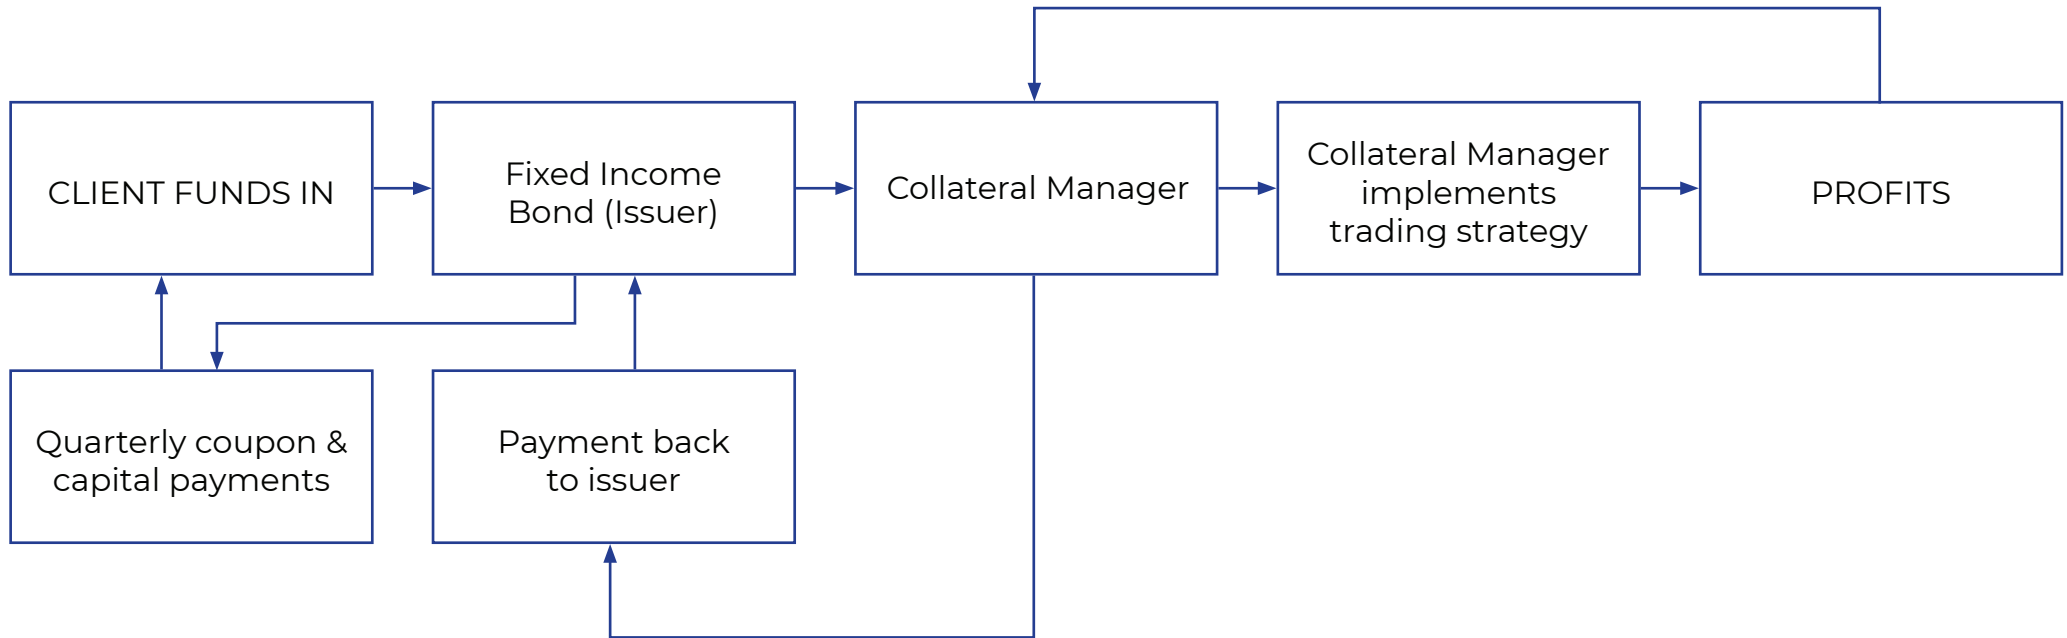 CLIENT FUNDS IN
Fixed Income
Bond (Issuer)
Collateral Manager
Collateral Manager
implements
trading strategy
PROFITS
Quarterly coupon &
capital payments
Payment back
to issuer